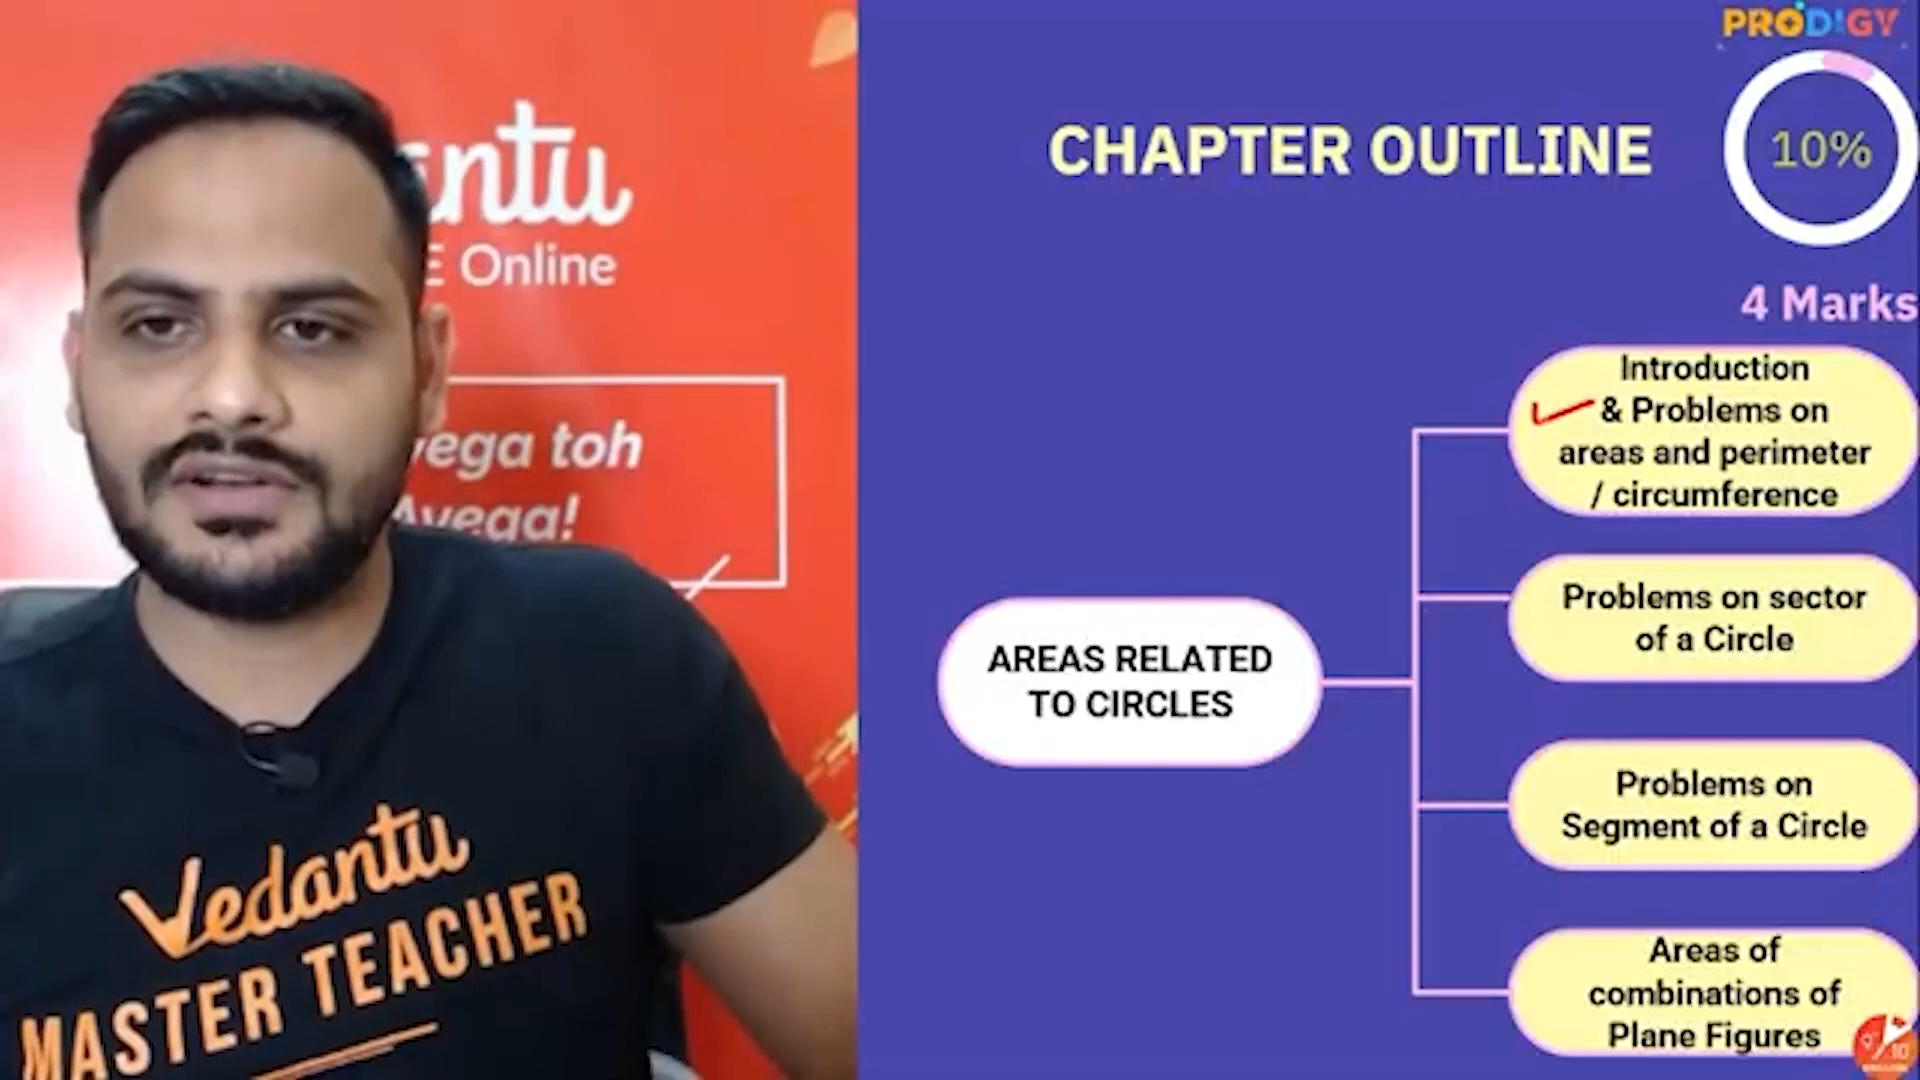 antu
E Online
vega toh
Avega!
Vedantu
MASTER TEACHER
PRODIGY
CHAPTER OUTLINE
10%
4 Marks
AREAS RELATED
TO CIRCLES
Introduction
& Problems on
areas and perimeter
/ circumference
Problems on sector
of a Circle
Problems on
Segment of a Circle
Areas of
combinations of
Plane Figures